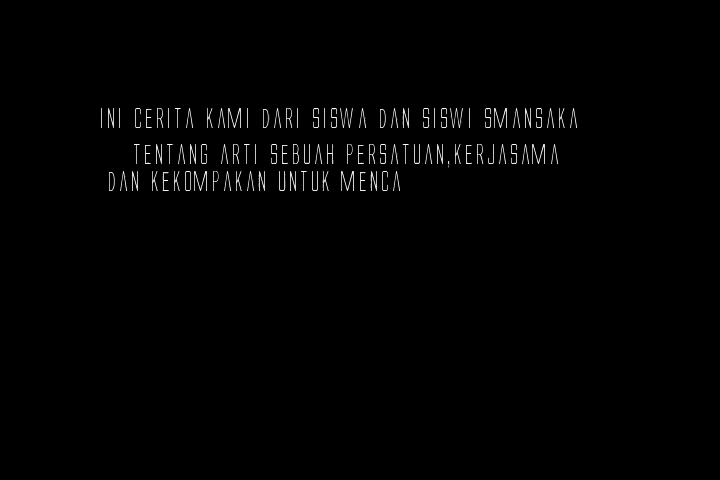 INI CERITA KAMI DARI SISWA DAN SISWI SMANSAKA
TENTANG ARTI SEBUAH PERSATUAN,KERJASAMA
DAN KEKOMPAKAN UNTUK MENCA